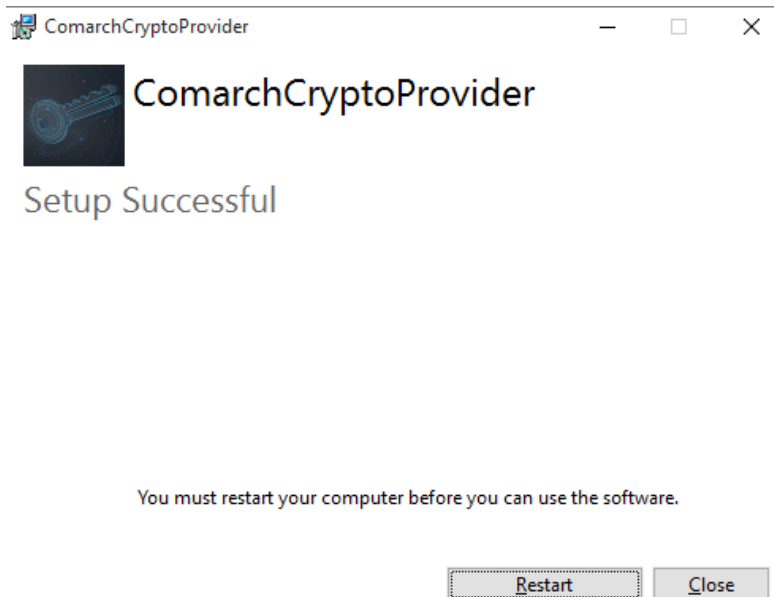 ComarchCryptoProvider
ComarchCryptoProvider
Setup Successful
You must restart your computer before you can use the software.
Restart
Close